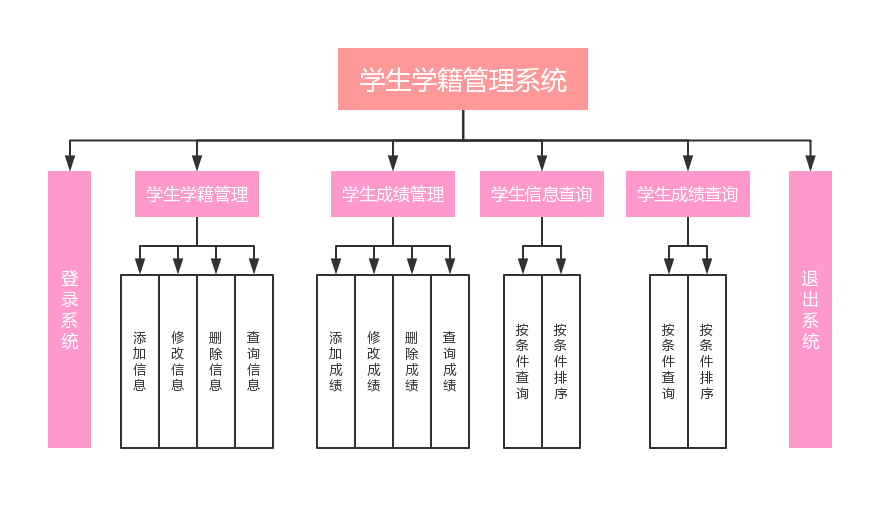 学生学籍管理系统
登录系统
学生学籍管理
学生成绩管理
学生信息查询
学生成绩查询
退出系统
添加信息
修改信息
删除信息
查询信息
添加成绩
修改成绩
删除成绩
查询成绩
按条件查询
按条件排序
按条件查询
按条件排序